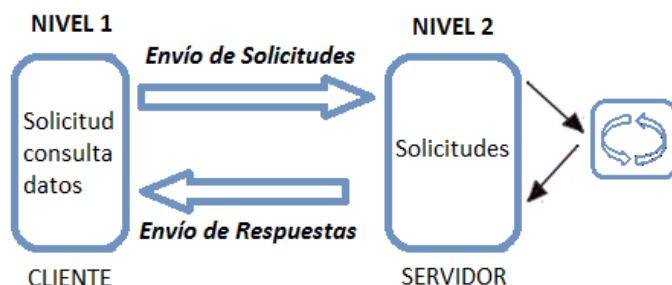 NIVEL 1
NIVEL 2
Envío de Solicitudes
Solicitud
consulta
datos
Solicitudes
Envío de Respuestas
CLIENTE
SERVIDOR